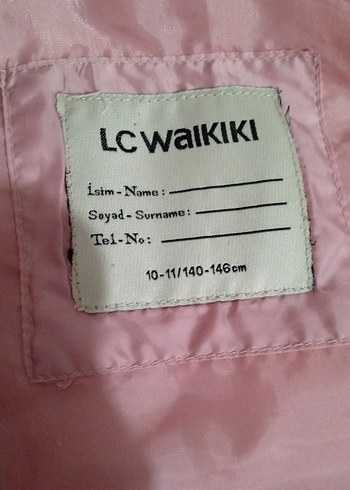 LC WAIKIKI
İsim-Name:
Soyad-Surname:
Tel-No:
10-11/140-146cm